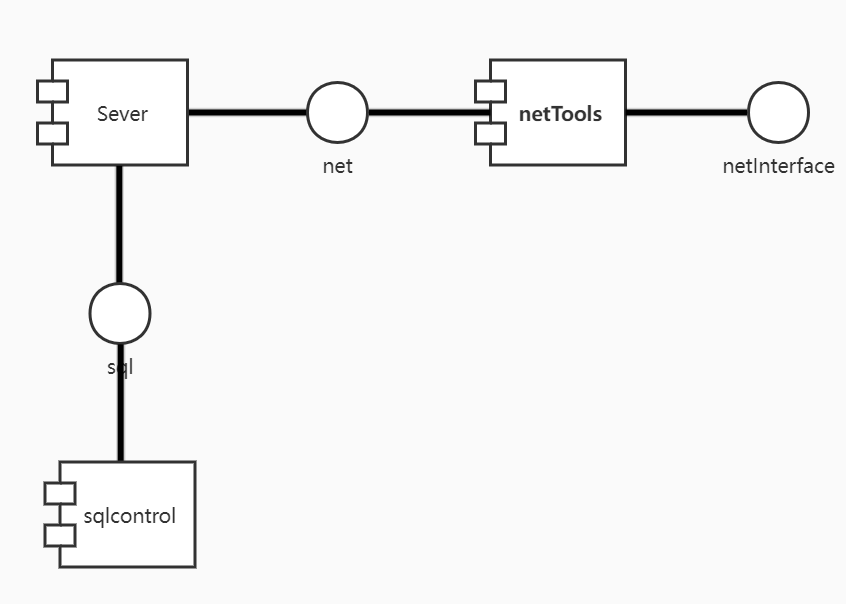 Sever
netTools
net
netInterface
sql
sqlcontrol